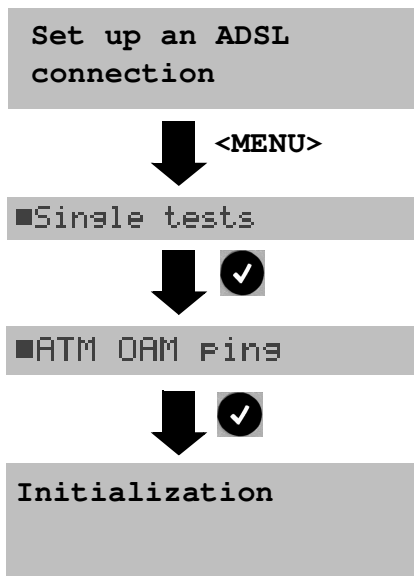 Set up an ADSL
connection
<MENU>
■Single tests
■ATM OAM ping
Initialization